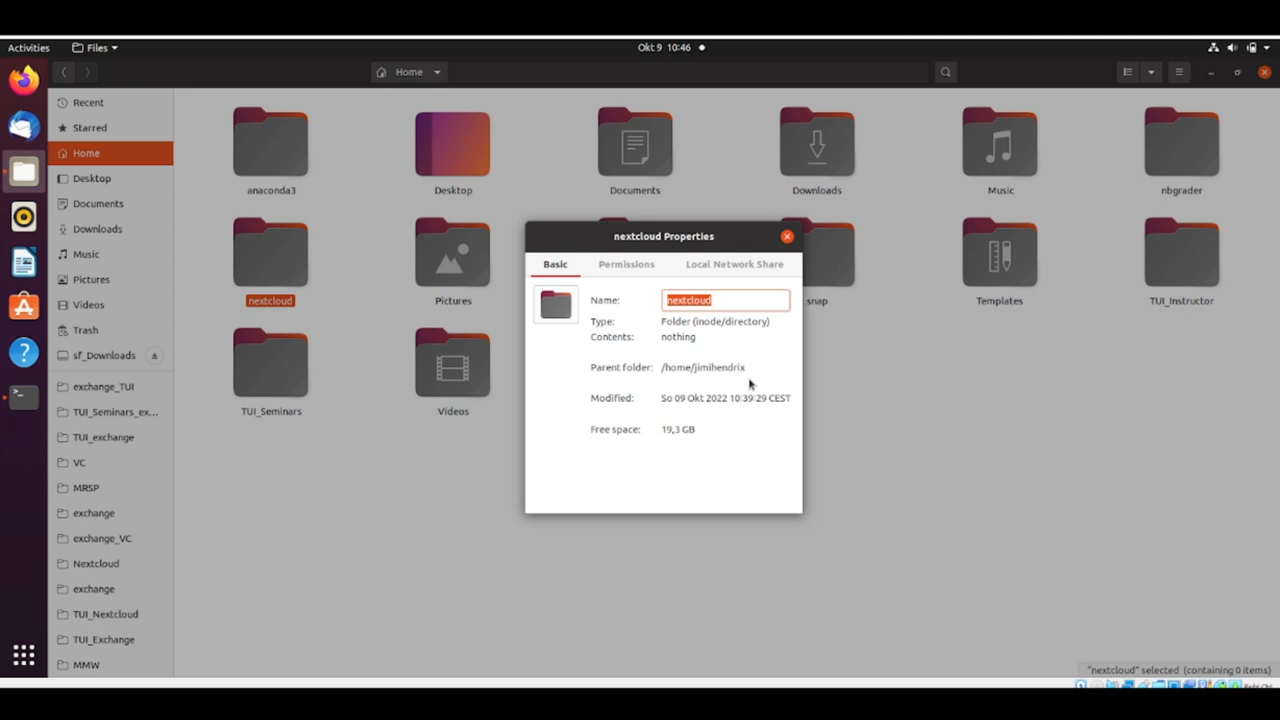 Activities
Files
Okt 9 10:46
Home
Recent
Starred
Home
Desktop
Documents
Downloads
Music
Pictures
Videos
Trash
sf_Downloads
exchange_TUI
TUI_Seminars_ex...
TUI_exchange
VC
MRSP
exchange
exchange_VC
Nextcloud
exchange
TUI_Nextcloud
TUI_Exchange
MMW
anaconda3
Desktop
Documents
Downloads
Music
nbgrader
nextcloud
Pictures
snap
Templates
TUI_Instructor
TUI_Seminars
Videos
nextcloud Properties
Basic
Permissions
Local Network Share
Name: nextcloud
Type: Folder (inode/directory)
Contents: nothing
Parent folder: /home/jimihendrix
Modified: So 09 Okt 2022 10:39:29 CEST
Free space: 19,3 GB
"nextcloud" selected (containing 0 items)